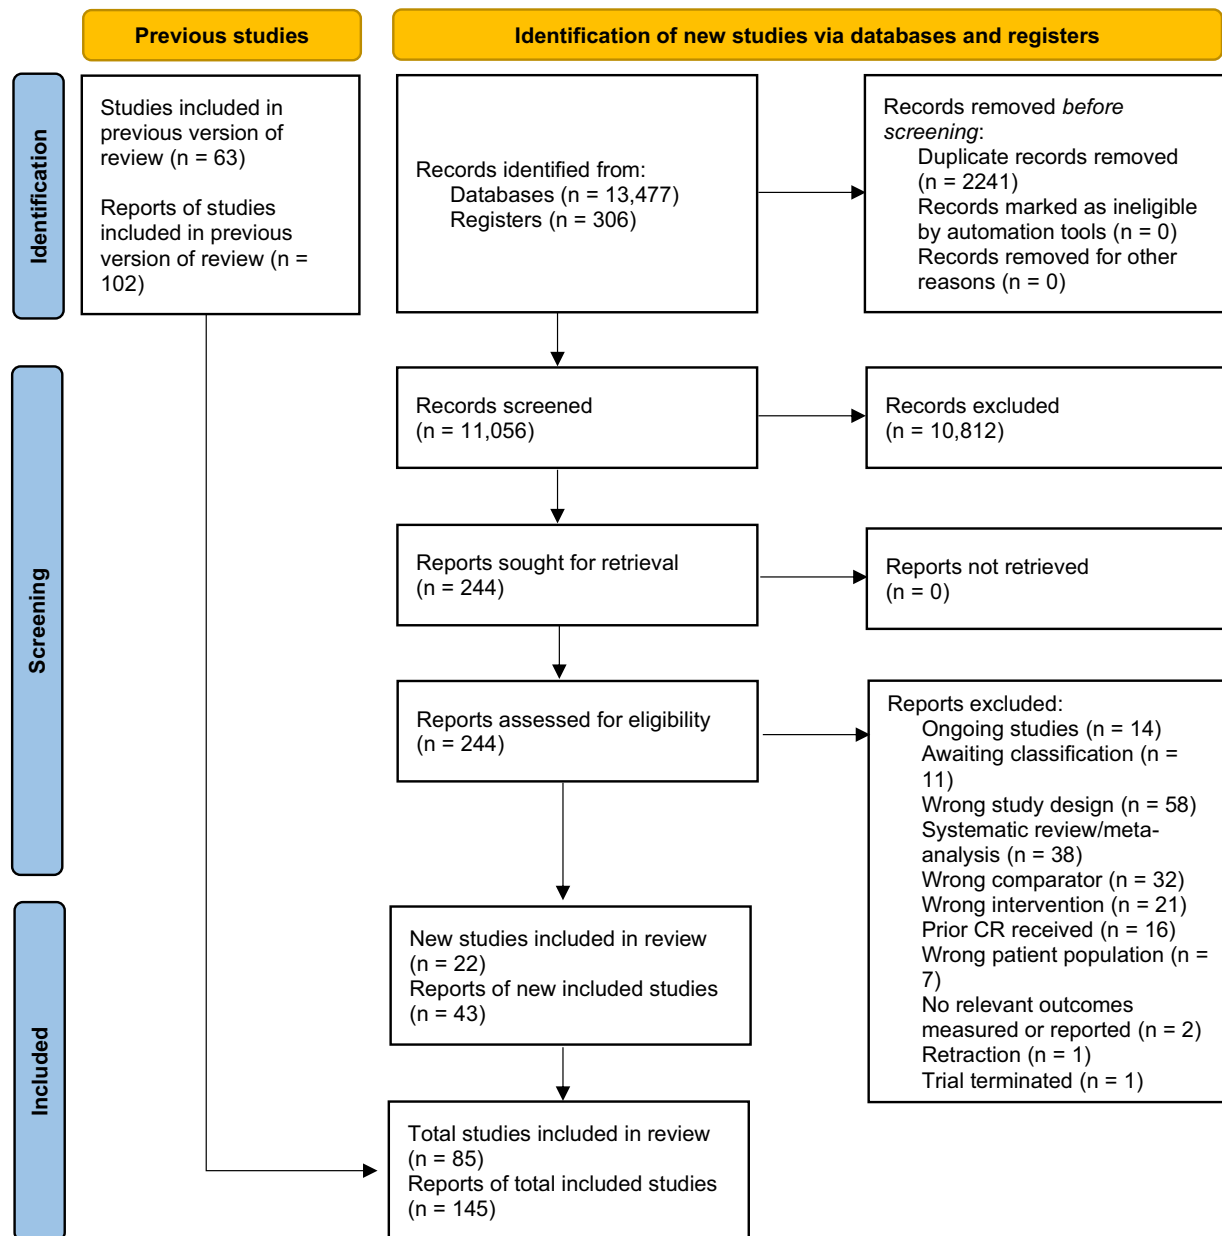 Previous studies
Identification of new studies via databases and registers
Identification
Studies included in
previous version of
review (n = 63)
Reports of studies
included in previous
version of review (n =
102)
Records identified from:
Databases (n = 13,477)
Registers (n = 306)
Records removed before
screening:
Duplicate records removed
(n = 2241)
Records marked as ineligible
by automation tools (n = 0)
Records removed for other
reasons (n = 0)
Screening
Records screened
(n = 11,056)
Records excluded
(n = 10,812)
Reports sought for retrieval
(n = 244)
Reports not retrieved
(n = 0)
Reports assessed for eligibility
(n = 244)
Reports excluded:
Ongoing studies (n = 14)
Awaiting classification (n =
11)
Wrong study design (n = 58)
Systematic review/meta-
analysis (n = 38)
Wrong comparator (n = 32)
Wrong intervention (n = 21)
Prior CR received (n = 16)
Wrong patient population (n =
7)
No relevant outcomes
measured or reported (n = 2)
Retraction (n = 1)
Trial terminated (n = 1)
Included
New studies included in review
(n = 22)
Reports of new included studies
(n = 43)
Total studies included in review
(n = 85)
Reports of total included studies
(n = 145)